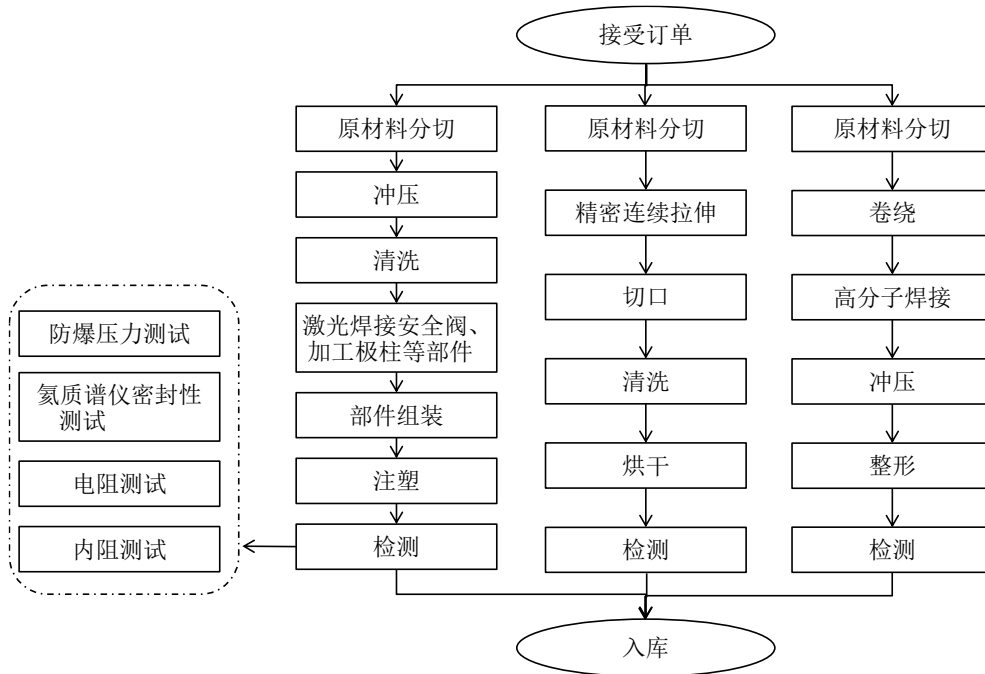 接受订单
原材料分切
冲压
清洗
激光焊接安全阀、
加工极柱等部件
部件组装
注塑
检测
防爆压力测试
氦质谱仪密封性
测试
电阻测试
内阻测试
原材料分切
精密连续拉伸
切口
清洗
烘干
检测
原材料分切
卷绕
高分子焊接
冲压
整形
检测
入库